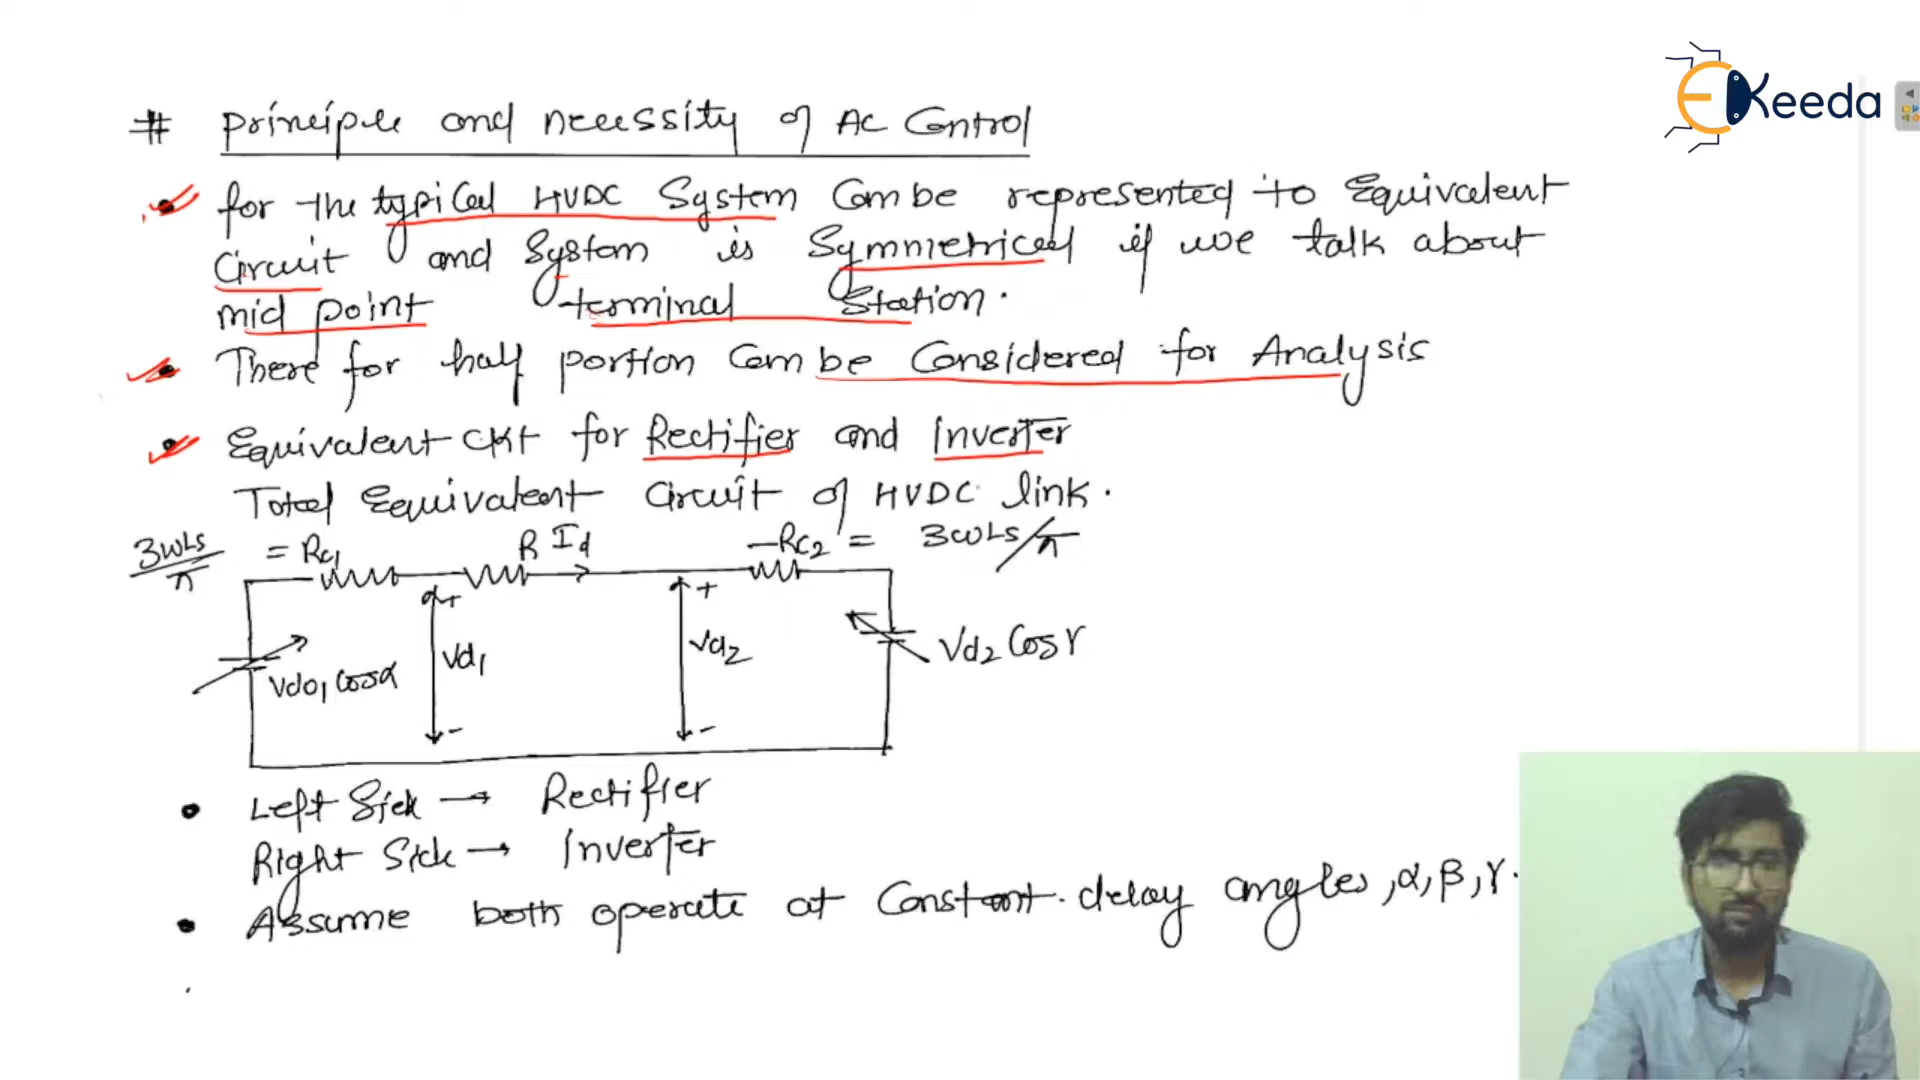 EKeeda
# principle and necessity of AC Control
• for the typical HVDC System can be represented to Equivalent
Circuit and System is Symmetrical if we talk about
mid point terminal Station.
• There for half portion can be Considered for Analysis
• Equivalent CKT for Rectifier and Inverter
Total Equivalent Circuit of HVDC link.
3ωLs/π = Rc1 R Id -Rc2 = 3ωLs/π
+ +
Vd1 Vd2 Vd2 Cosγ
Vdo1 cosα
- -
• Left Side → Rectifier
Right Side → Inverter
• Assume both operate at Constant delay angles, α, β, γ.